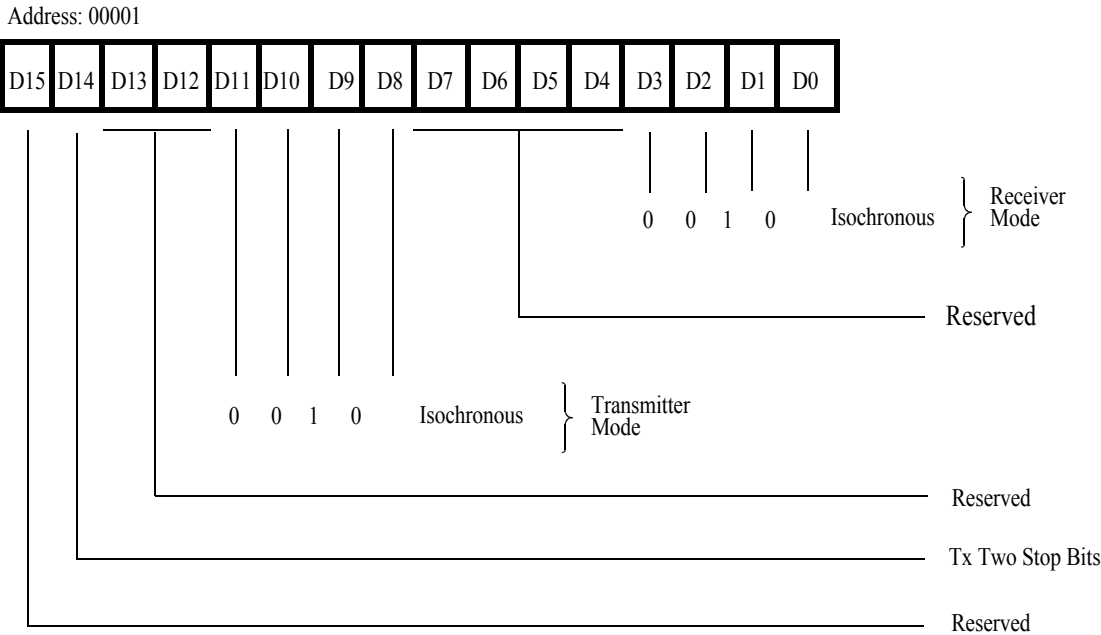 Address: 00001
D15 D14 D13 D12 D11 D10 D9 D8 D7 D6 D5 D4 D3 D2 D1 D0
0 0 1 0 Isochronous Receiver
Mode
Reserved
0 0 1 0 Isochronous Transmitter
Mode
Reserved
Tx Two Stop Bits
Reserved